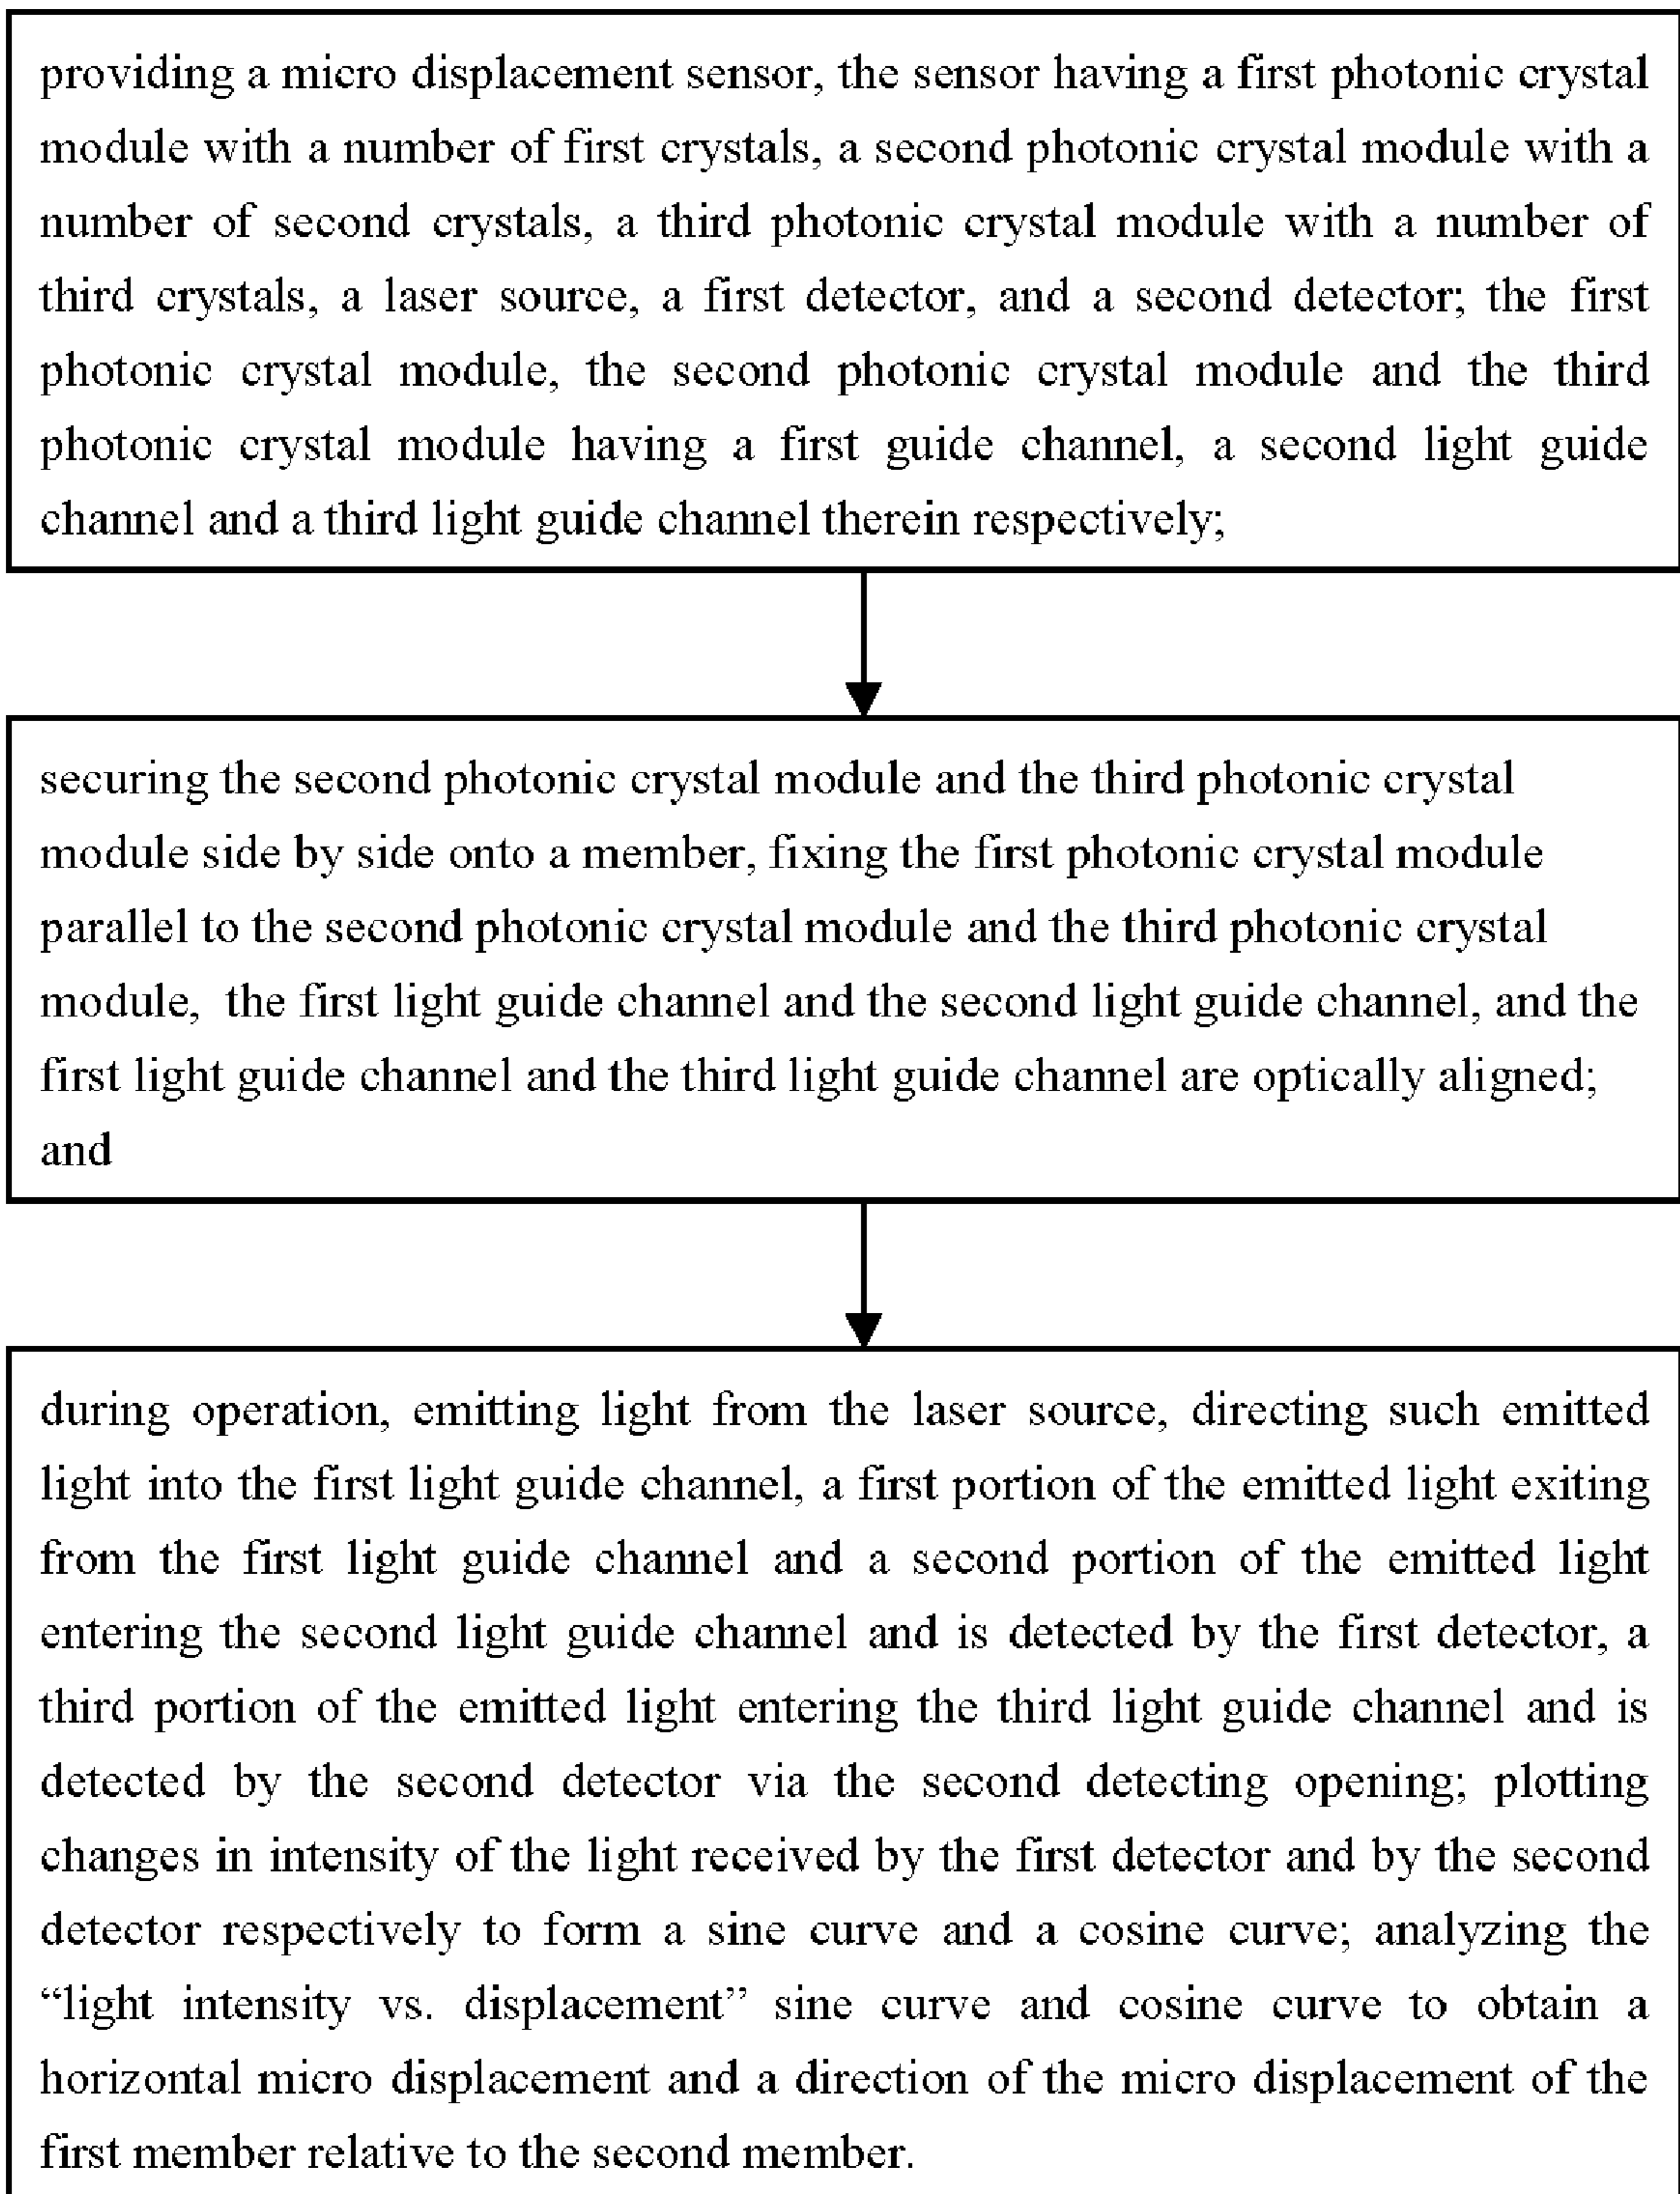 providing a micro displacement sensor, the sensor having a first photonic crystal
module with a number of first crystals, a second photonic crystal module with a
number of second crystals, a third photonic crystal module with a number of
third crystals, a laser source, a first detector, and a second detector; the first
photonic crystal module, the second photonic crystal module and the third
photonic crystal module having a first guide channel, a second light guide
channel and a third light guide channel therein respectively;
securing the second photonic crystal module and the third photonic crystal
module side by side onto a member, fixing the first photonic crystal module
parallel to the second photonic crystal module and the third photonic crystal
module, the first light guide channel and the second light guide channel, and the
first light guide channel and the third light guide channel are optically aligned;
and
during operation, emitting light from the laser source, directing such emitted
light into the first light guide channel, a first portion of the emitted light exiting
from the first light guide channel and a second portion of the emitted light
entering the second light guide channel and is detected by the first detector, a
third portion of the emitted light entering the third light guide channel and is
detected by the second detector via the second detecting opening; plotting
changes in intensity of the light received by the first detector and by the second
detector respectively to form a sine curve and a cosine curve; analyzing the
“light intensity vs. displacement” sine curve and cosine curve to obtain a
horizontal micro displacement and a direction of the micro displacement of the
first member relative to the second member.